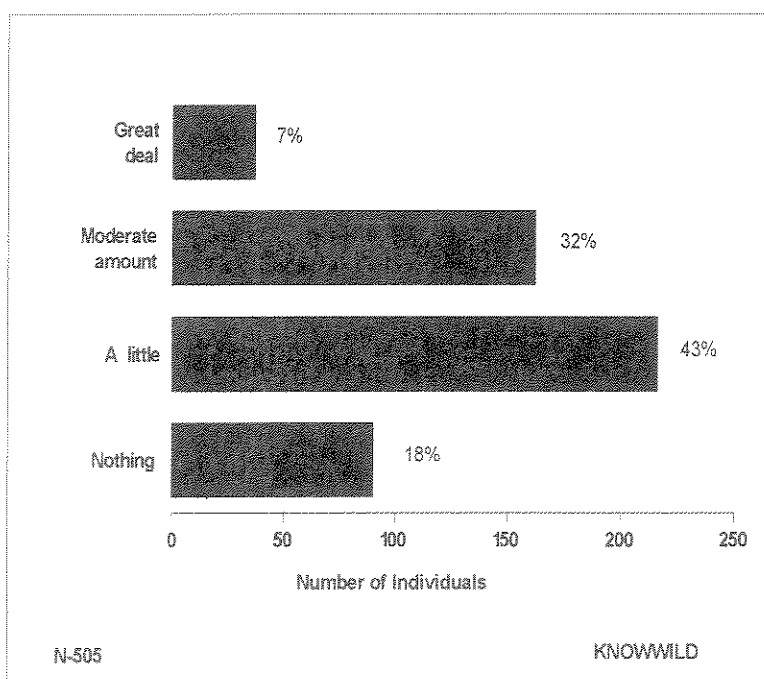 Great
deal
7%
Moderate
amount
32%
A little
43%
Nothing
18%
0 50 100 150 200 250
Number of Individuals
N-505
KNOWWILD